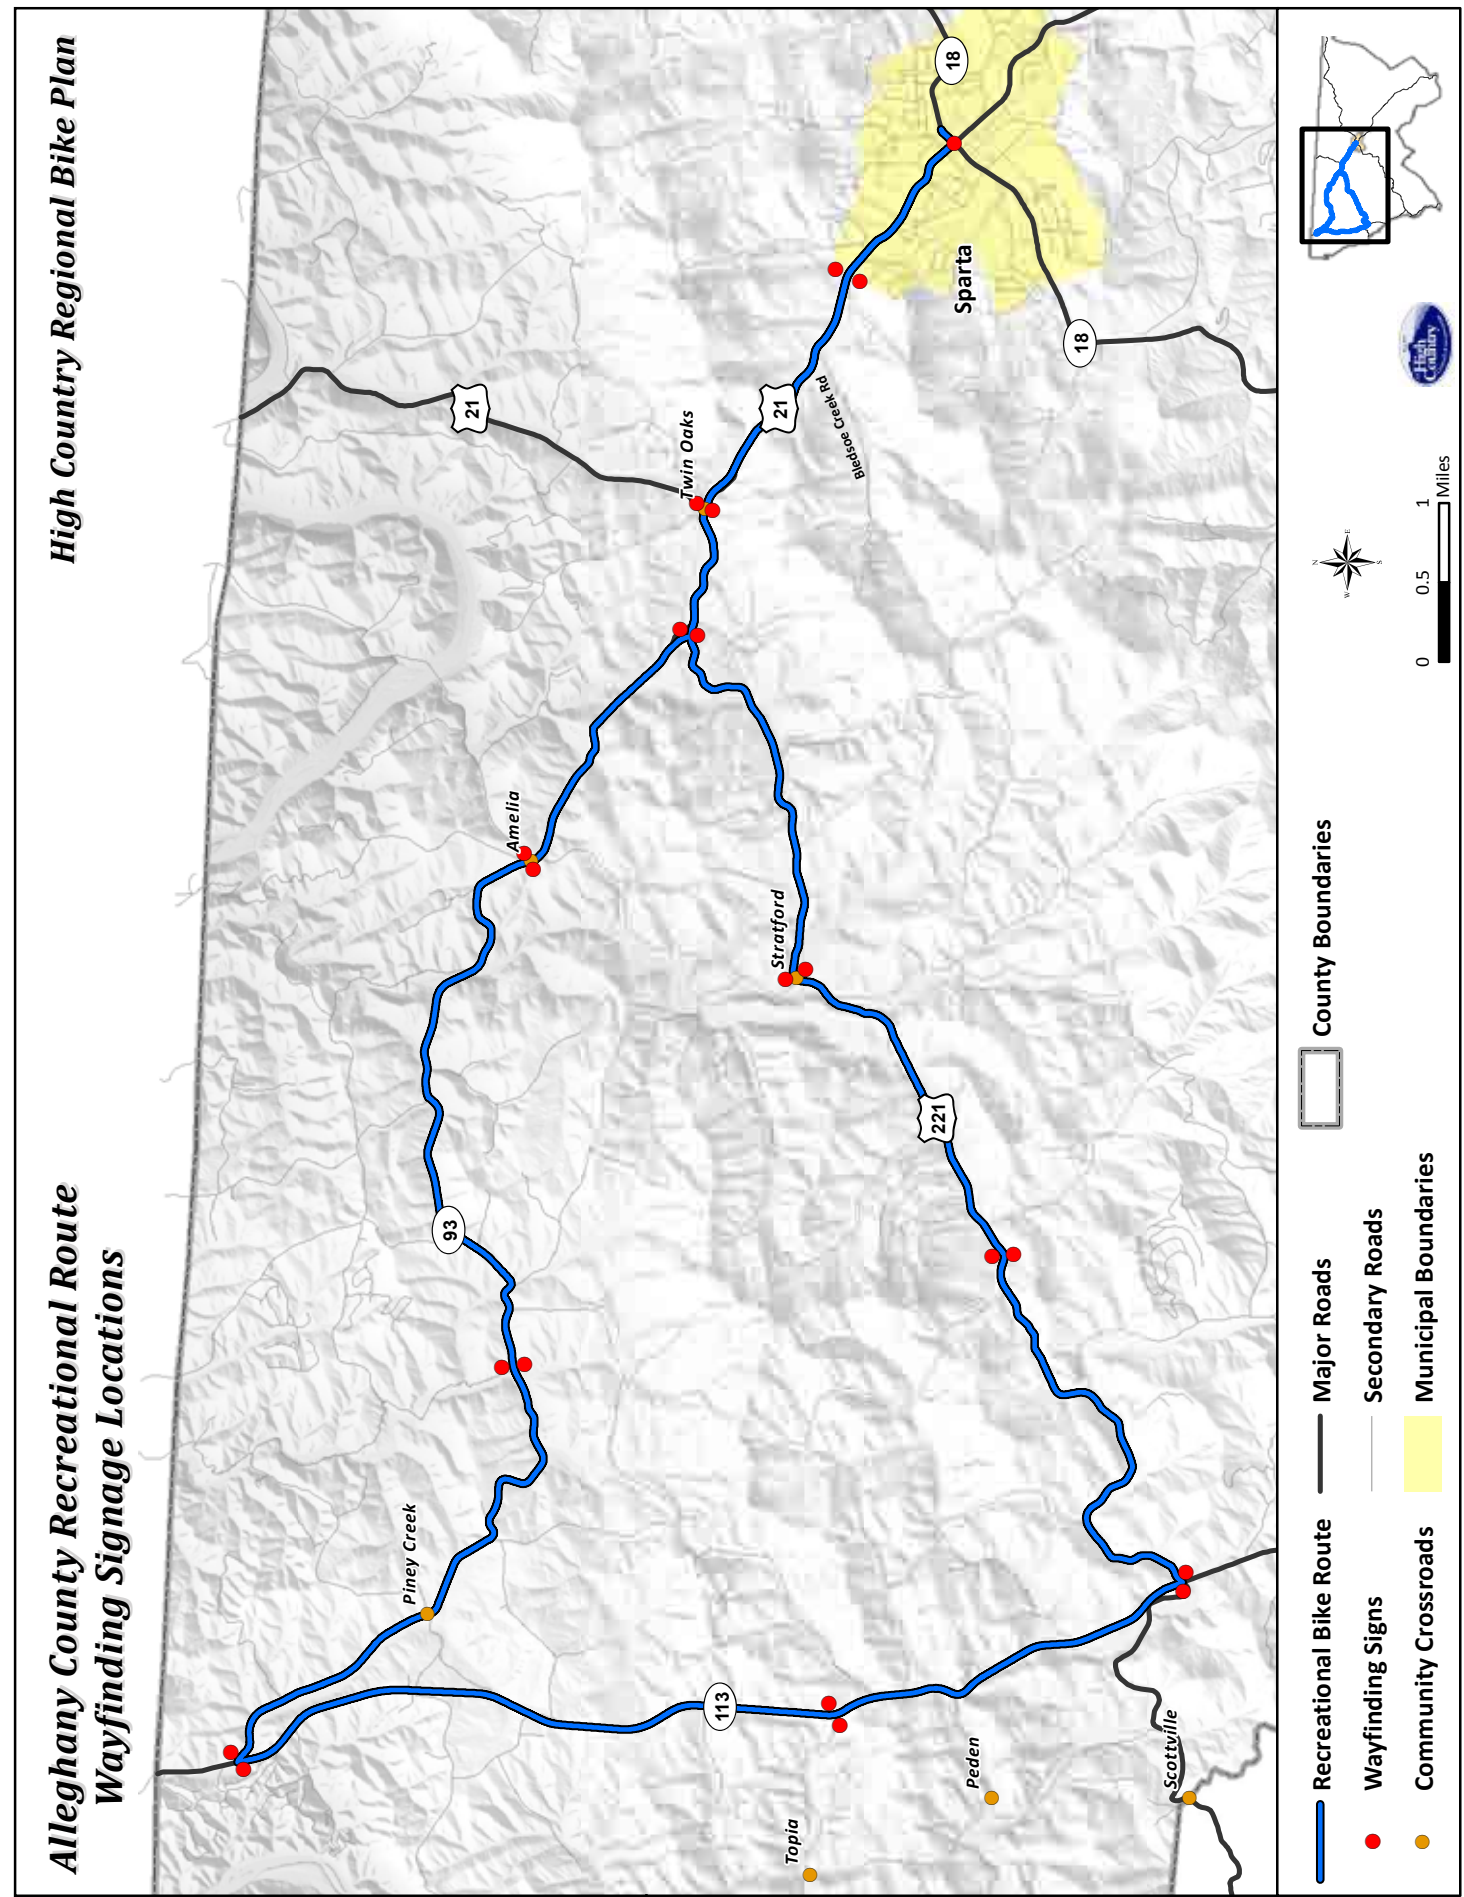 Alleghany County Recreational Route
Wayfinding Signage Locations
High Country Regional Bike Plan
18
21
Twin Oaks
21
Bledsoe Creek Rd
Sparta
18
Amelia
Stratford
93
221
Piney Creek
113
Topia
Peden
Scottville
Recreational Bike Route
Major Roads
County Boundaries
Wayfinding Signs
Secondary Roads
Community Crossroads
Municipal Boundaries
N
W
E
S
0 0.5 1
Miles
High
Country